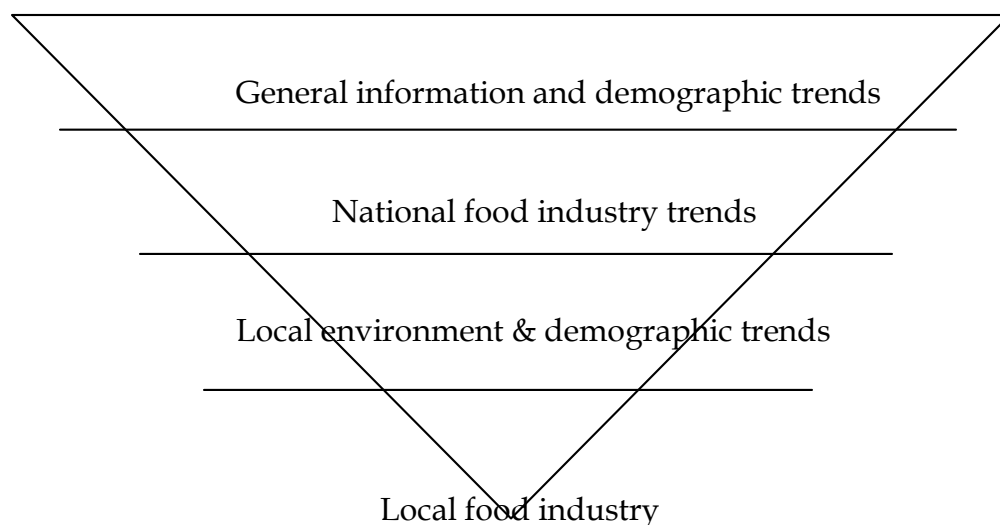 General information and demographic trends
National food industry trends
Local environment & demographic trends
Local food industry